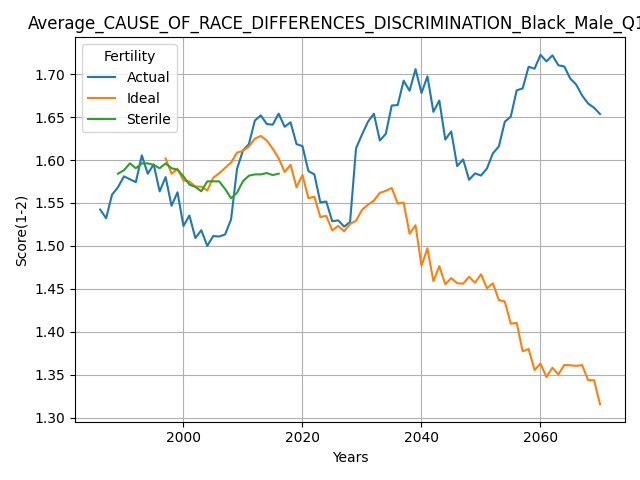 Average_CAUSE_OF_RACE_DIFFERENCES_DISCRIMINATION_Black_Male_Q1
Fertility
Actual
Ideal
Sterile
1.70
1.65
1.60
1.55
1.50
1.45
1.40
1.35
1.30
Score(1-2)
2000 2020 2040 2060
Years